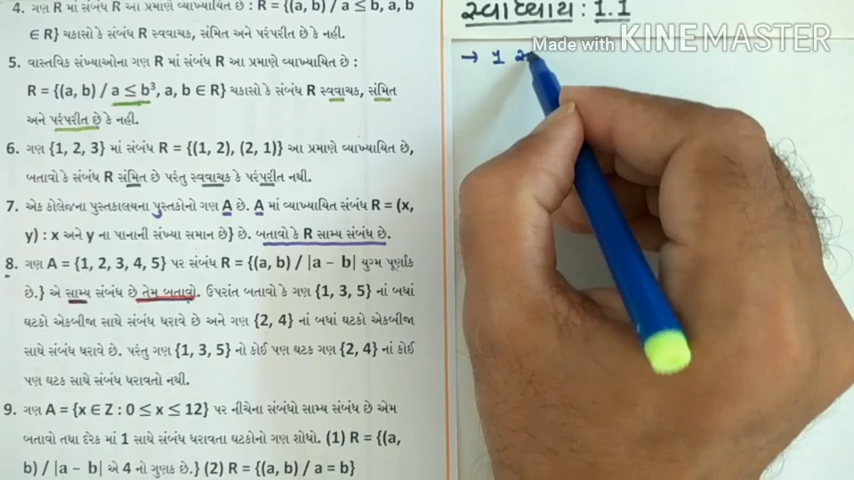 4. ગણ R માં સંબંધ R આ પ્રમાણે વ્યાખ્યાયિત છે : R = {(a, b) / a ≤ b, a, b
∈ R} ચકાસો કે સંબંધ R સ્વવાચક, સંમિત અને પરંપરીત છે કે નહી.
5. વાસ્તવિક સંખ્યાઓના ગણ R માં સંબંધ R આ પ્રમાણે વ્યાખ્યાયિત છે :
R = {(a, b) / a ≤ b³, a, b ∈ R} ચકાસો કે સંબંધ R સ્વવાચક, સંમિત
અને પરંપરીત છે કે નહી.
6. ગણ {1, 2, 3} માં સંબંધ R = {(1, 2), (2, 1)} આ પ્રમાણે વ્યાખ્યાયિત છે,
બતાવો કે સંબંધ R સંમિત છે પરંતુ સ્વવાચક કે પરંપરીત નથી.
7. એક કોલેજના પુસ્તકાલયના પુસ્તકોનો ગણ A છે. A માં વ્યાખ્યાયિત સંબંધ R = (x,
y) : x અને y ના પાનાની સંખ્યા સમાન છે} છે. બતાવો કે R સામ્ય સંબંધ છે.
8. ગણ A = {1, 2, 3, 4, 5} પર સંબંધ R = {(a, b) / |a – b| યુગ્મ પૂર્ણાંક
છે.} એ સામ્ય સંબંધ છે તેમ બતાવો. ઉપરાંત બતાવો કે ગણ {1, 3, 5} નાં બધાં
ઘટકો એકબીજા સાથે સંબંધ ધરાવે છે અને ગણ {2, 4} નાં બધાં ઘટકો એકબીજા
સાથે સંબંધ ધરાવે છે. પરંતુ ગણ {1, 3, 5} નો કોઈ પણ ઘટક ગણ {2, 4} નાં કોઈ
પણ ઘટક સાથે સંબંધ ધરાવતો નથી.
9. ગણ A = {x ∈ Z : 0 ≤ x ≤ 12} પર નીચેના સંબંધો સામ્ય સંબંધ છે એમ
બતાવો તથા દરેક માં 1 સાથે સંબંધ ધરાવતા ઘટકોનો ગણ શોધો. (1) R = {(a,
b) / |a – b| એ 4 નો ગુણક છે.} (2) R = {(a, b) / a = b}
સ્વાધ્યાય : 1.1
Made with KINEMASTER
→ 1